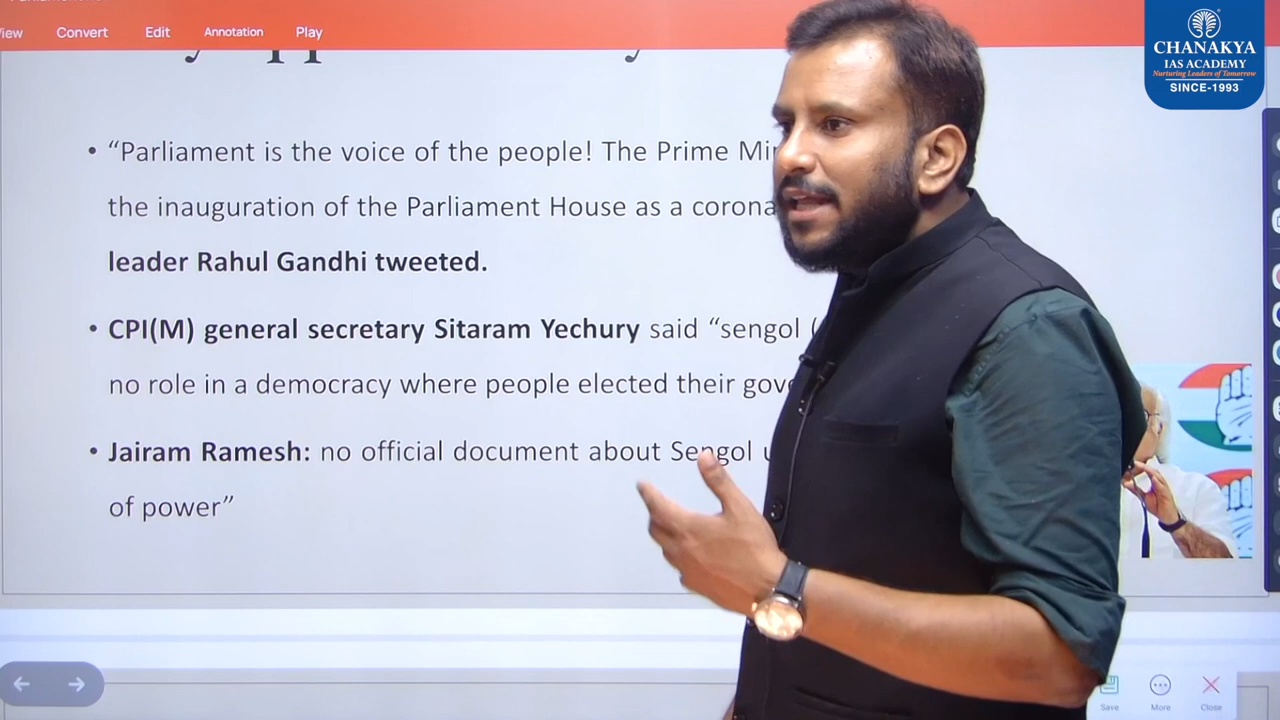 View Convert Edit Annotation Play
CHANAKYA
IAS ACADEMY
Nurturing Leaders of Tomorrow
SINCE-1993
• “Parliament is the voice of the people! The Prime
the inauguration of the Parliament House as a
leader Rahul Gandhi tweeted.
• CPI(M) general secretary Sitaram Yechury said “sengol (
no role in a democracy where people elected their
• Jairam Ramesh: no official document about Sengol
of power”
Save More Close